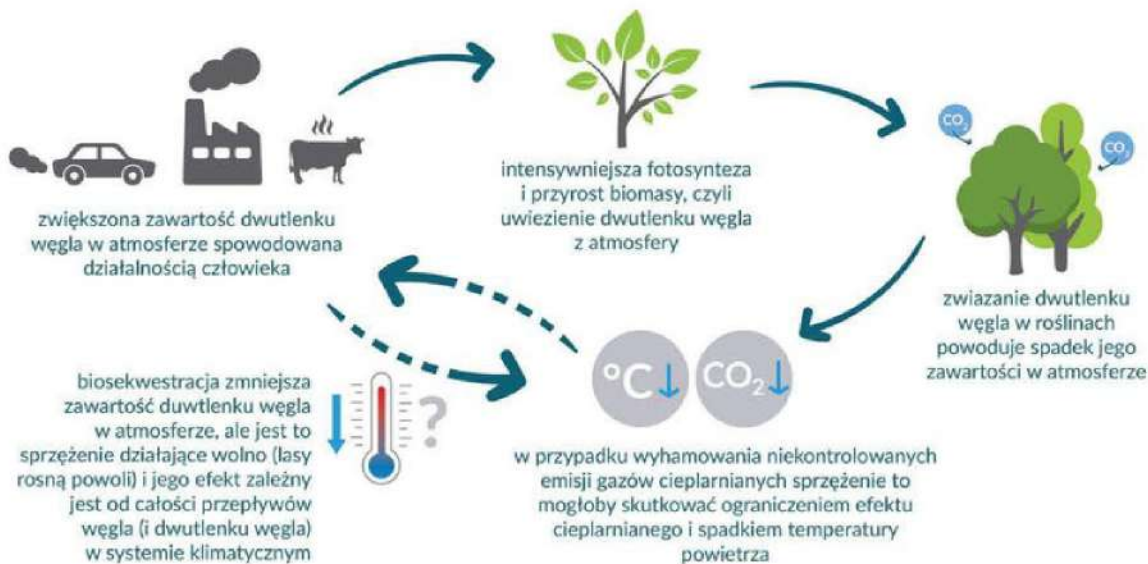 zwiększona zawartość dwutlenku
węgla w atmosferze spowodowana
działalnością człowieka
intensywniejsza fotosynteza
i przyrost biomasy, czyli
uwiezienie dwutlenku węgla
z atmosfery
CO₂
CO₂
zwiazanie dwutlenku
węgla w roślinach
powoduje spadek jego
zawartości w atmosferze
°C CO₂
w przypadku wyhamowania niekontrolowanych
emisji gazów cieplarnianych sprzężenie to
mogłoby skutkować ograniczeniem efektu
cieplarnianego i spadkiem temperatury
powietrza
biosekwestracja zmniejsza
zawartość duwtlenku węgla
w atmosferze, ale jest to
sprzężenie działające wolno (lasy
rosną powoli) i jego efekt zależny
jest od całości przepływów
węgla (i dwutlenku węgla)
w systemie klimatycznym
?